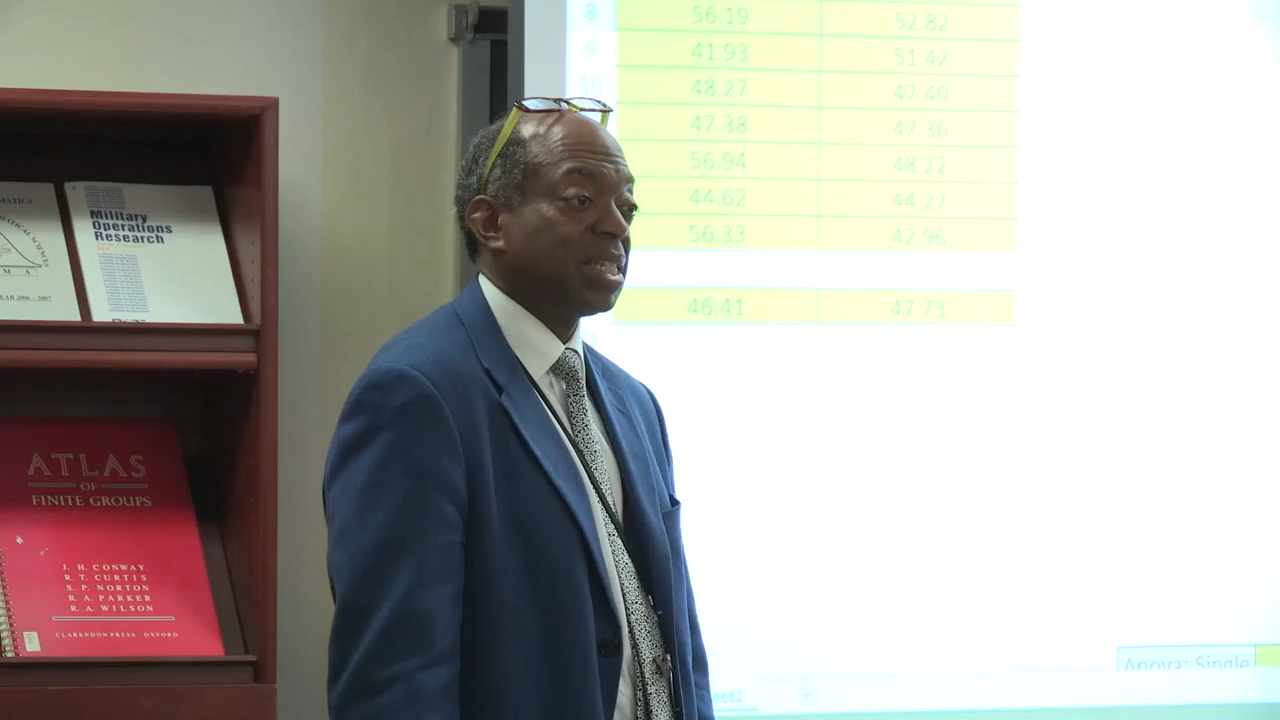 8 56.19 52.82
9 41.93 51.42
10 48.27 47.40
47.38 47.36
56.94 48.22
44.62 44.27
56.33 42.96
46.41 47.73
Anova: Single
Military
Operations
Research
M A
2006 - 2007
ATLAS
OF
FINITE GROUPS
J. H. CONWAY
R. T. CURTIS
S. P. NORTON
R. A. PARKER
R. A. WILSON
CLARENDON PRESS · OXFORD